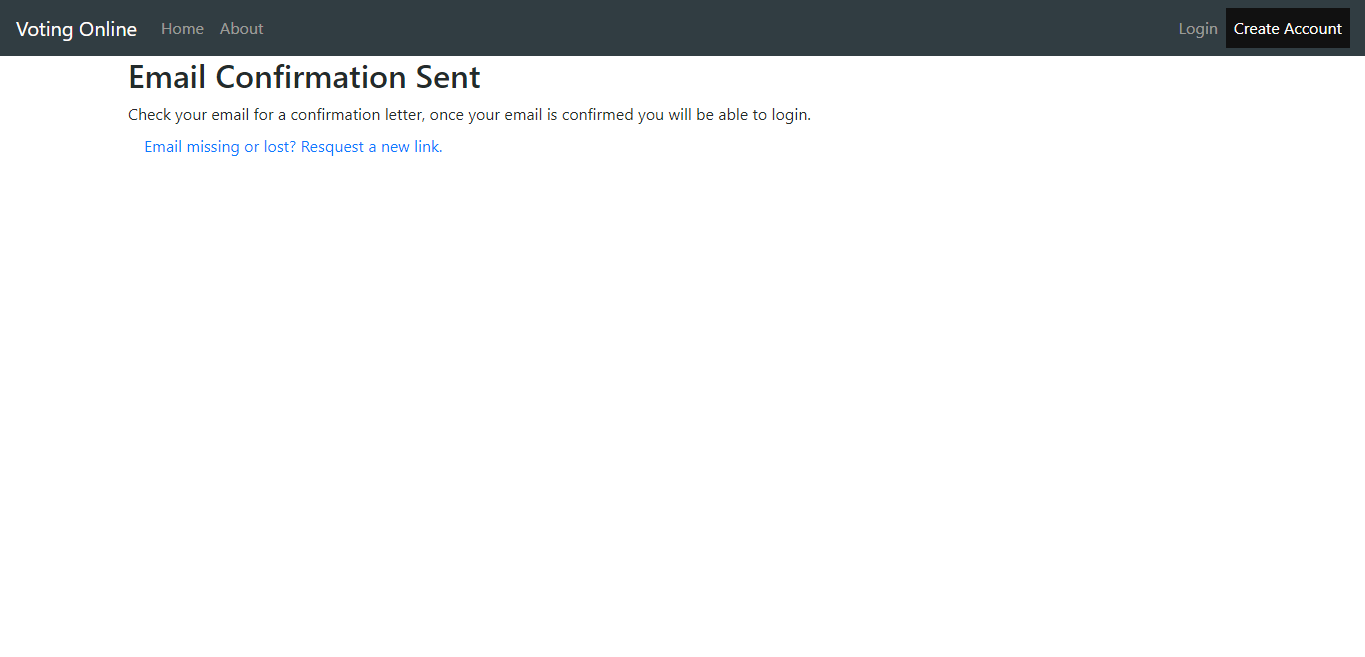 Voting Online Home About Login Create Account
Email Confirmation Sent
Check your email for a confirmation letter, once your email is confirmed you will be able to login.
Email missing or lost? Resquest a new link.